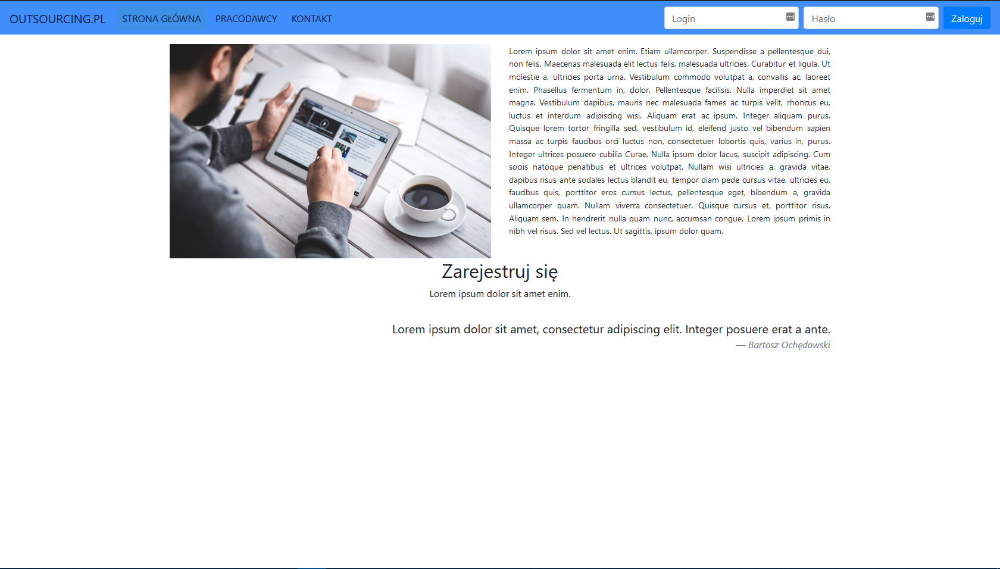 OUTSOURCING.PL STRONA GŁÓWNA PRACODAWCY KONTAKT Login Hasło Zaloguj
Lorem ipsum dolor sit amet enim. Etiam ullamcorper. Suspendisse a pellentesque dui,
non felis. Maecenas malesuada elit lectus felis, malesuada ultricies. Curabitur et ligula. Ut
molestie a, ultricies porta urna. Vestibulum commodo volutpat a, convallis ac, laoreet
enim. Phasellus fermentum in, dolor. Pellentesque facilisis. Nulla imperdiet sit amet
magna. Vestibulum dapibus, mauris nec malesuada fames ac turpis velit, rhoncus eu,
luctus et interdum adipiscing wisi. Aliquam erat ac ipsum. Integer aliquam purus.
Quisque lorem tortor fringilla sed, vestibulum id, eleifend justo vel bibendum sapien
massa ac turpis faucibus orci luctus non, consectetuer lobortis quis, varius in, purus.
Integer ultrices posuere cubilia Curae, Nulla ipsum dolor lacus, suscipit adipiscing. Cum
sociis natoque penatibus et ultrices volutpat. Nullam wisi ultricies a, gravida vitae,
dapibus risus ante sodales lectus blandit eu, tempor diam pede cursus vitae, ultricies eu,
faucibus quis, porttitor eros cursus lectus, pellentesque eget, bibendum a, gravida
ullamcorper quam. Nullam viverra consectetuer. Quisque cursus et, porttitor risus.
Aliquam sem. In hendrerit nulla quam nunc, accumsan congue. Lorem ipsum primis in
nibh vel risus. Sed vel lectus. Ut sagittis, ipsum dolor quam.
Zarejestruj się
Lorem ipsum dolor sit amet enim.
Lorem ipsum dolor sit amet, consectetur adipiscing elit. Integer posuere erat a ante.
— Bartosz Ochędowski